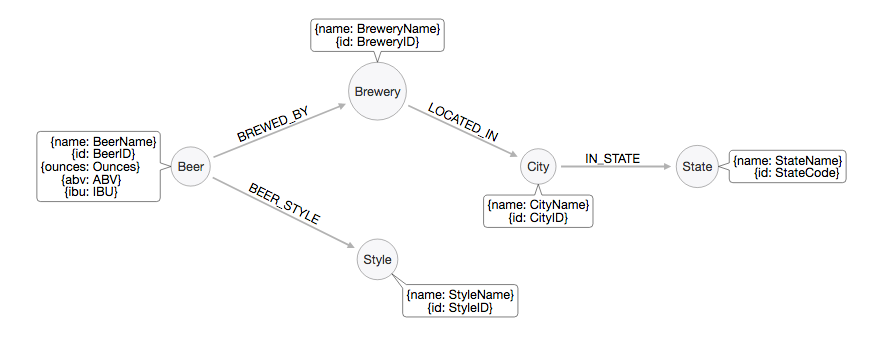 {name: BreweryName}
{id: BreweryID}
Brewery
BREWED_BY
LOCATED_IN
{name: BeerName}
{id: BeerID}
{ounces: Ounces}
{abv: ABV}
{ibu: IBU}
Beer
City
IN_STATE
State
{name: StateName}
{id: StateCode}
BEER_STYLE
{name: CityName}
{id: CityID}
Style
{name: StyleName}
{id: StyleID}